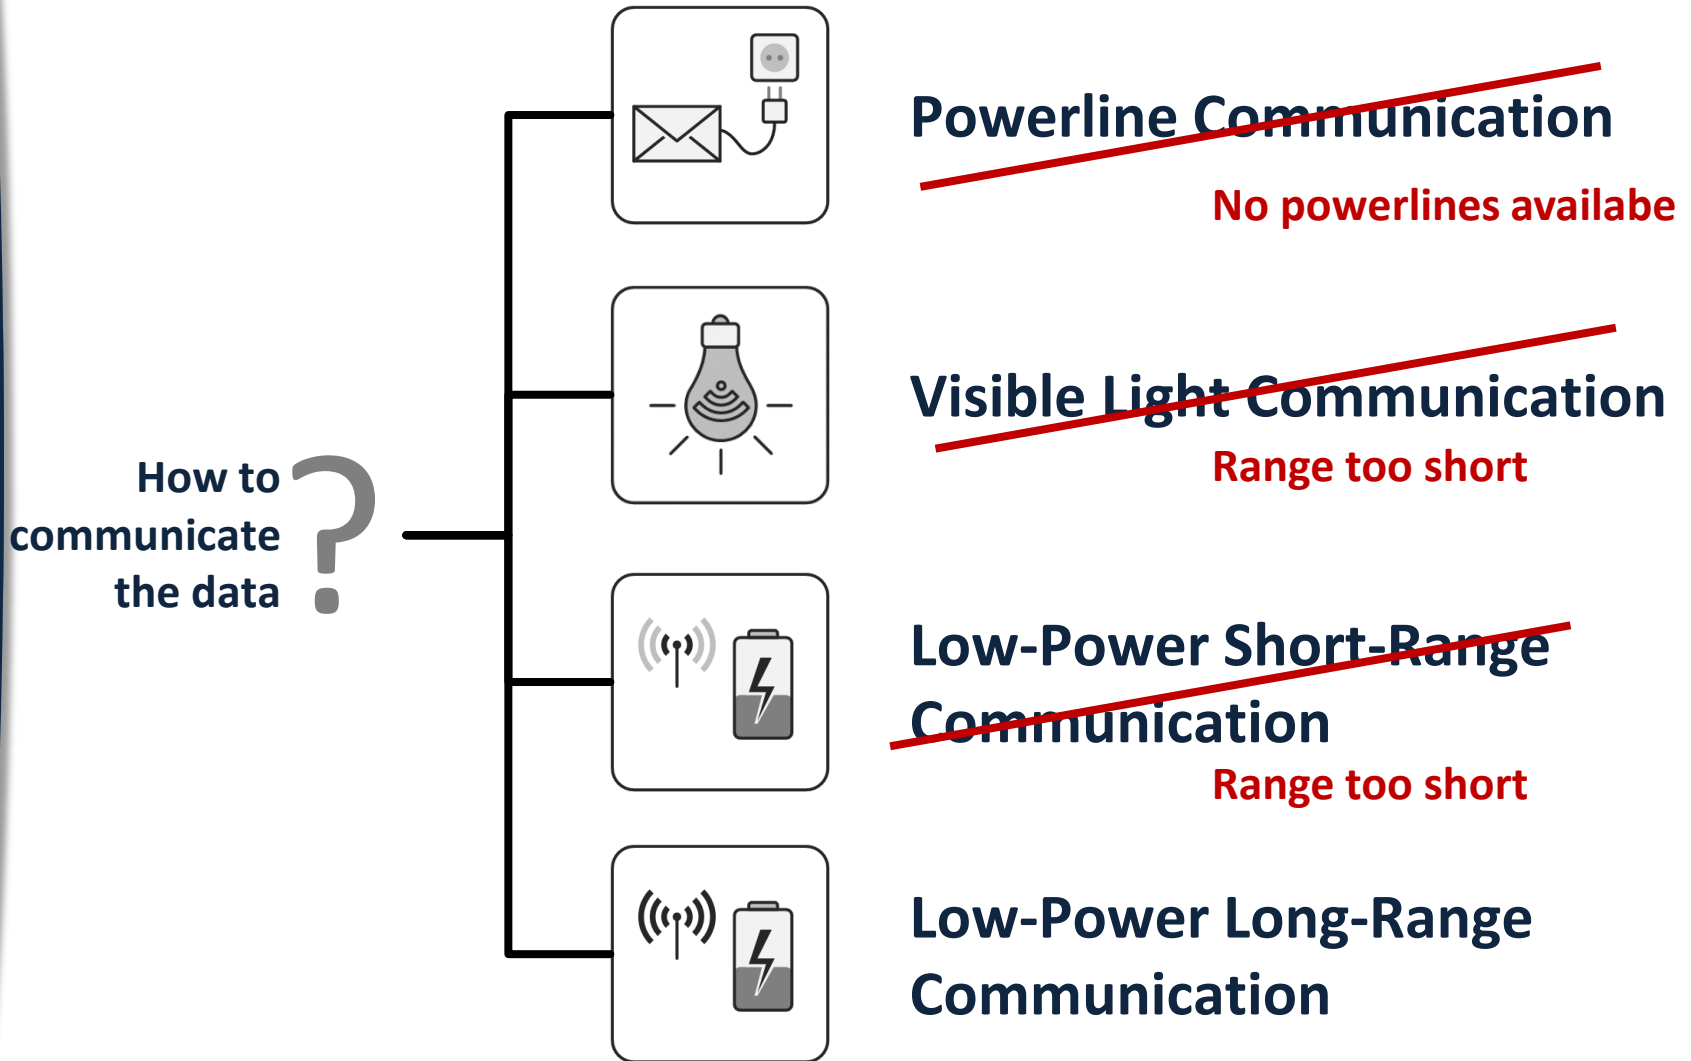 Powerline Communication
No powerlines availabe
Visible Light Communication
Range too short
How to
communicate
the data
?
Low-Power Short-Range
Communication
Range too short
Low-Power Long-Range
Communication